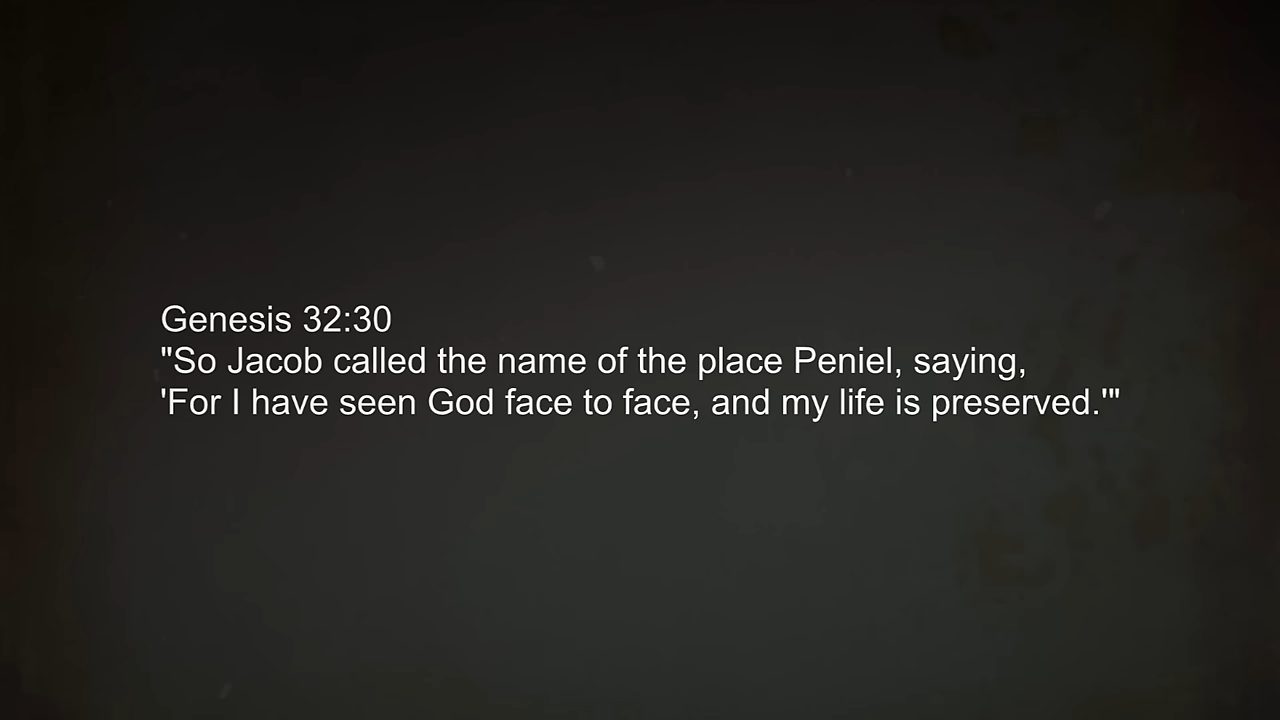 Genesis 32:30
"So Jacob called the name of the place Peniel, saying,
'For I have seen God face to face, and my life is preserved.'"